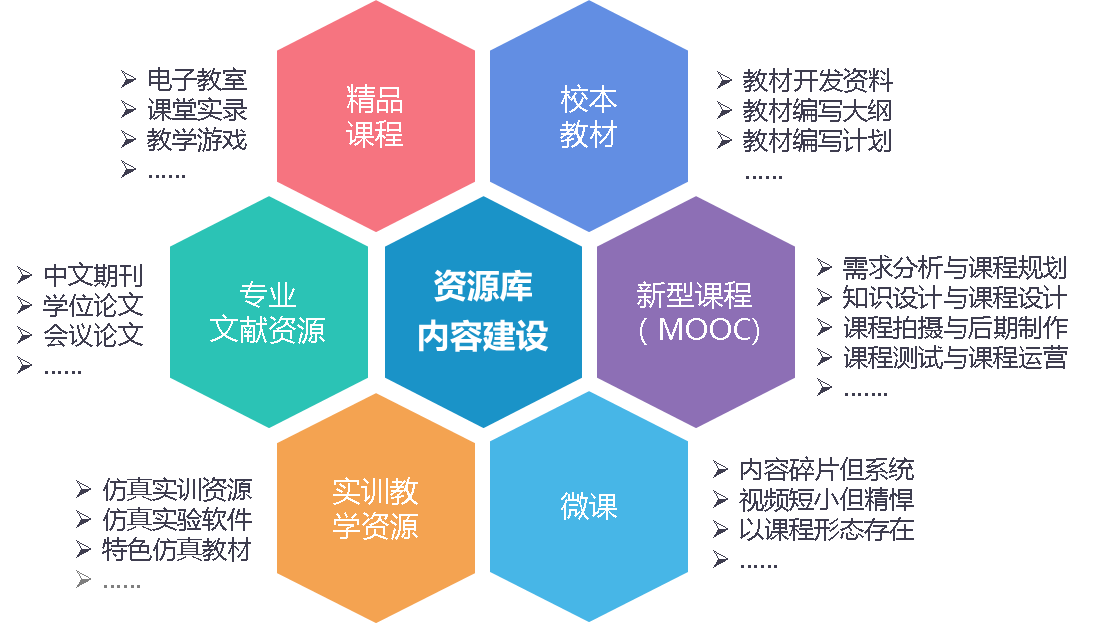 精品
课程
➢ 电子教室
➢ 课堂实录
➢ 教学游戏
➢ ......
校本
教材
➢ 教材开发资料
➢ 教材编写大纲
➢ 教材编写计划
......
专业
文献资源
➢ 中文期刊
➢ 学位论文
➢ 会议论文
➢ ......
资源库
内容建设
新型课程
( MOOC)
➢ 需求分析与课程规划
➢ 知识设计与课程设计
➢ 课程拍摄与后期制作
➢ 课程测试与课程运营
➢ .......
实训教
学资源
➢ 仿真实训资源
➢ 仿真实验软件
➢ 特色仿真教材
➢ ......
微课
➢ 内容碎片但系统
➢ 视频短小但精悍
➢ 以课程形态存在
➢ ......